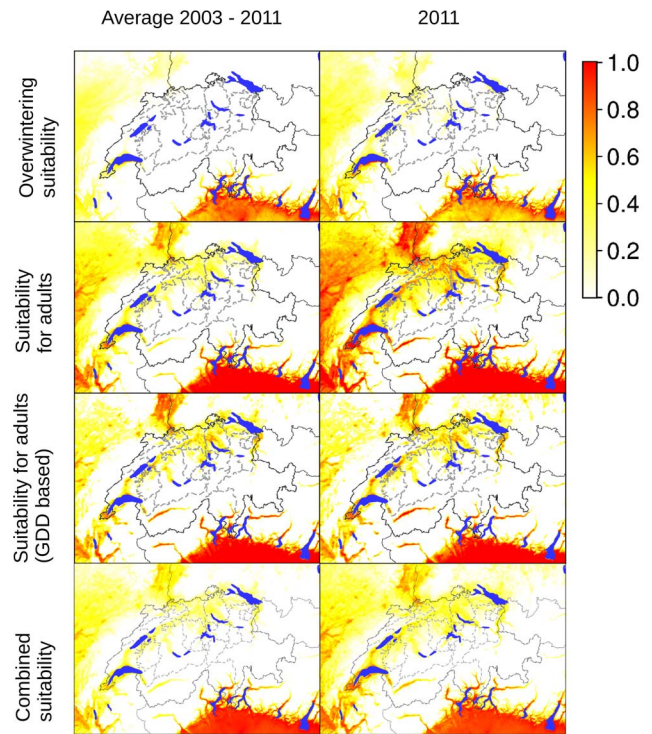 Average 2003 - 2011
2011
Overwintering
suitability
Suitability
for adults
Suitability for adults
(GDD based)
Combined
suitability
1.0
0.8
0.6
0.4
0.2
0.0